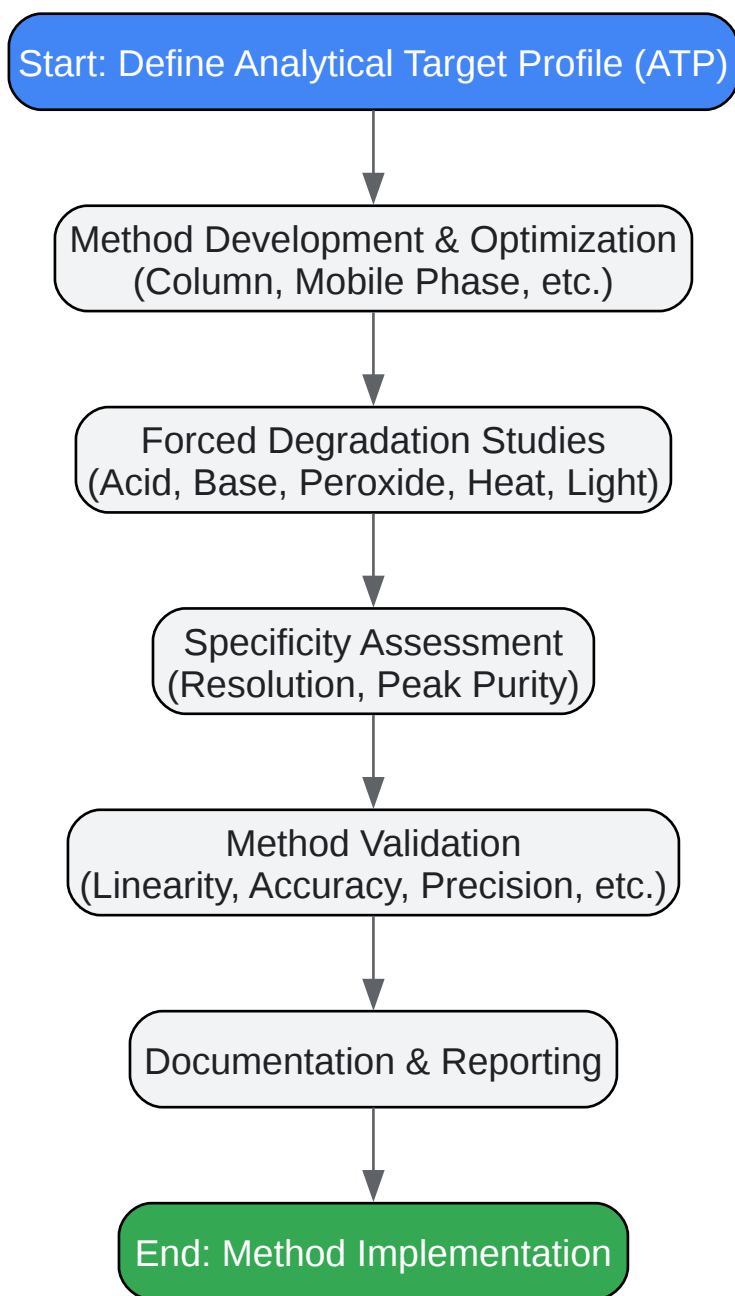 Start: Define Analytical Target Profile (ATP)
Method Development & Optimization
(Column, Mobile Phase, etc.)
Forced Degradation Studies
(Acid, Base, Peroxide, Heat, Light)
Specificity Assessment
(Resolution, Peak Purity)
Method Validation
(Linearity, Accuracy, Precision, etc.)
Documentation & Reporting
End: Method Implementation